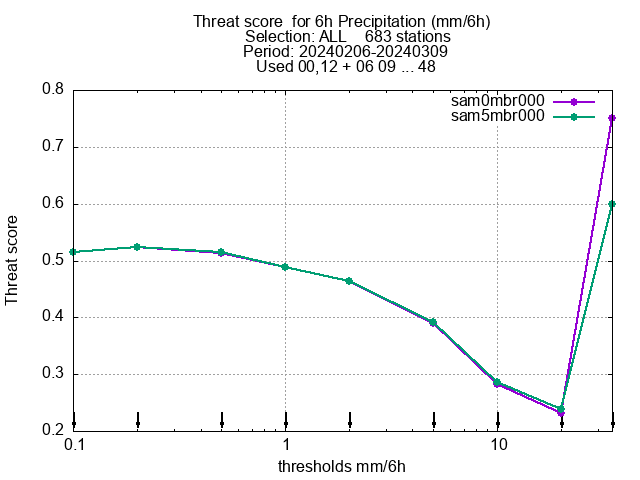 Threat score  for 6h Precipitation (mm/6h)
Selection: ALL    683 stations
Period: 20240206-20240309
Used 00,12 + 06 09 ... 48
sam0mbr000
sam5mbr000
0.8
0.7
0.6
0.5
0.4
0.3
0.2
Threat score
0.1 1 10
thresholds mm/6h